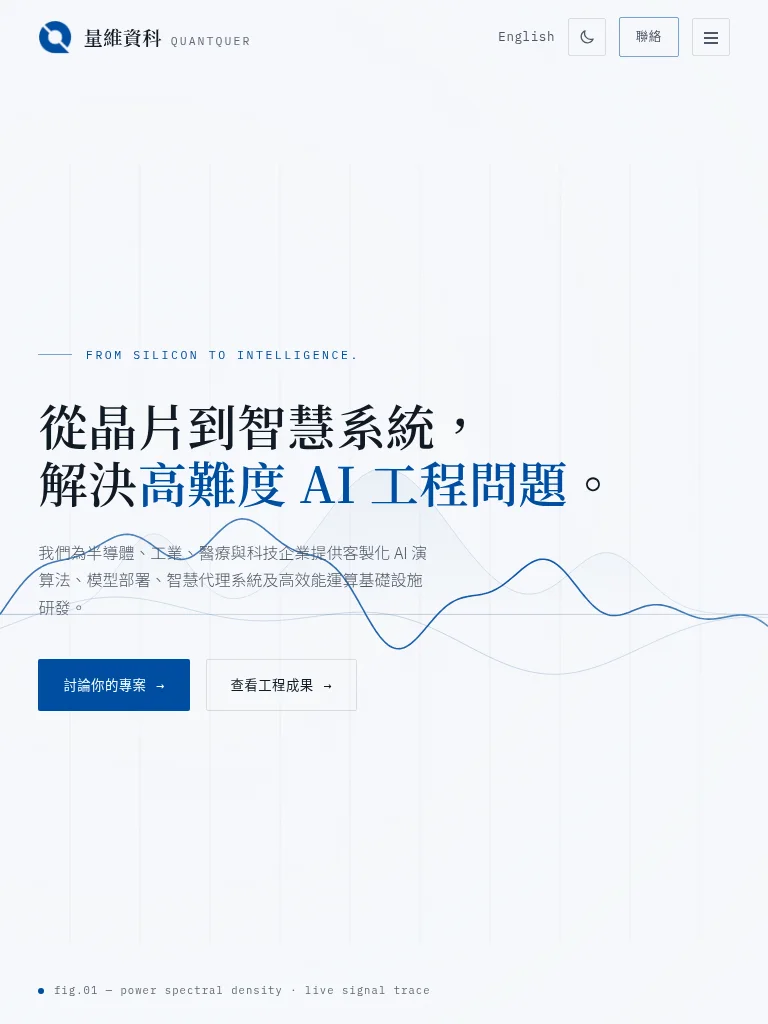 量維資科 QUANTQUER
English
聯絡
FROM SILICON TO INTELLIGENCE.
從晶片到智慧系統，
解決高難度 AI 工程問題。
我們為半導體、工業、醫療與科技企業提供客製化 AI 演
算法、模型部署、智慧代理系統及高效能運算基礎設施
研發。
討論你的專案 →
查看工程成果 →
fig.01 — power spectral density · live signal trace